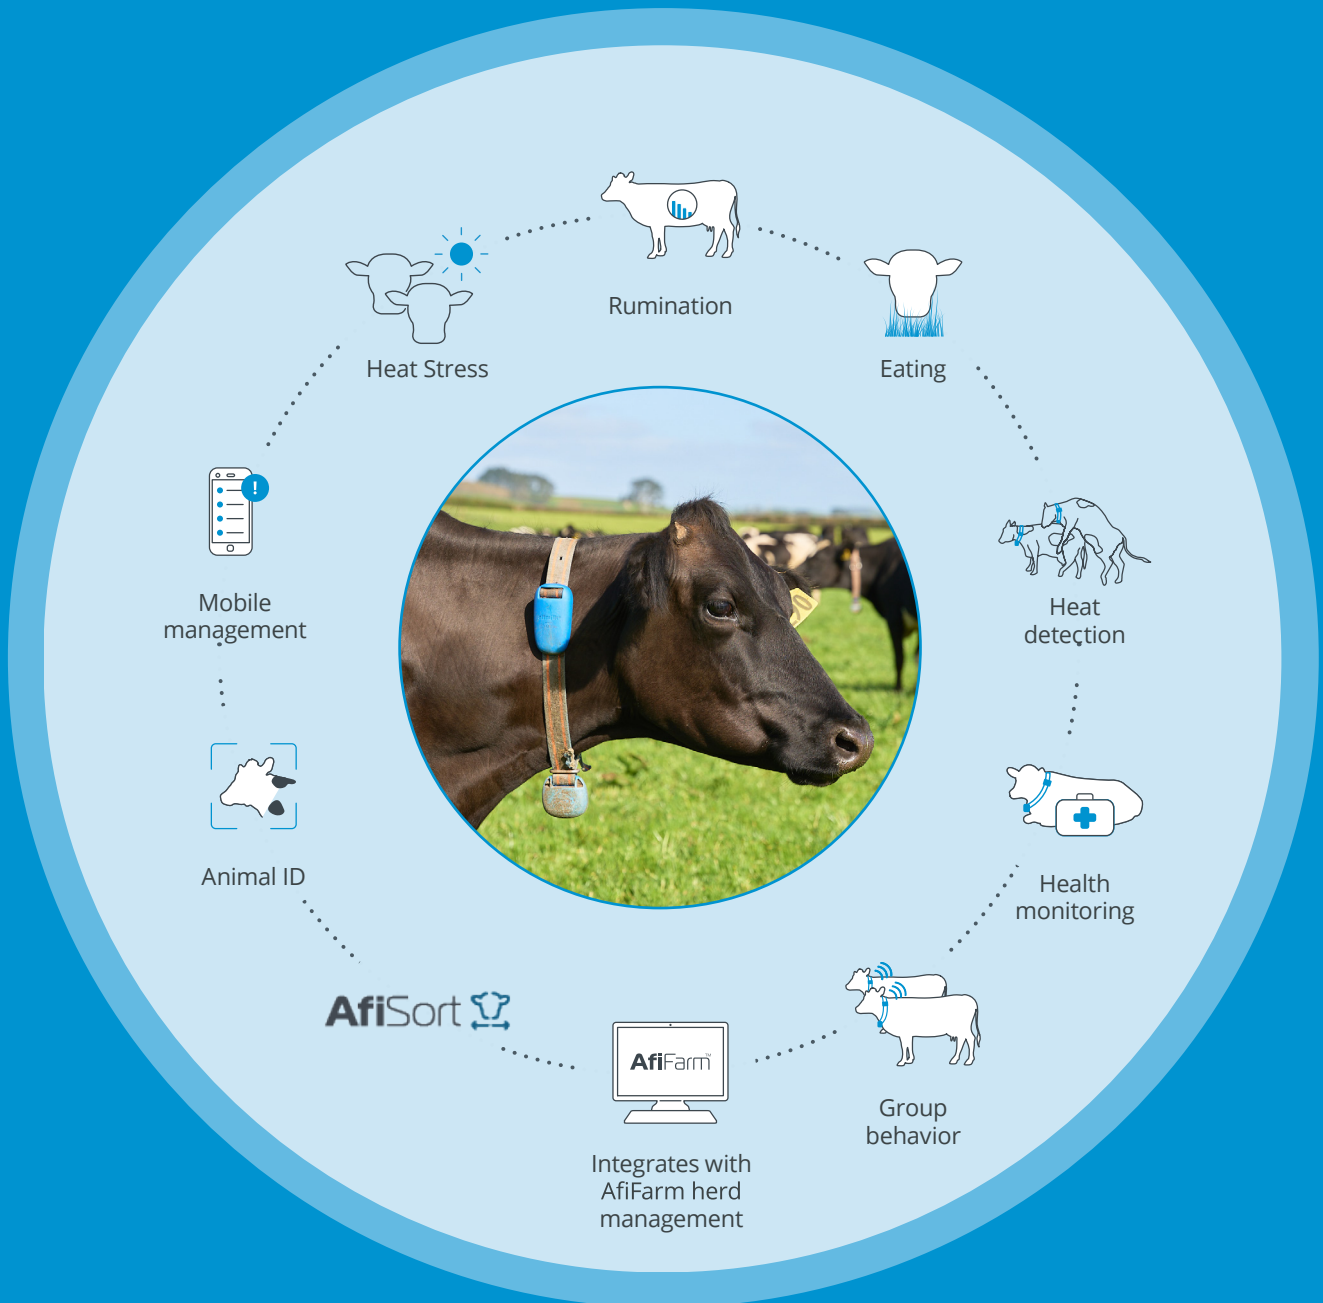 Rumination
Eating
Heat Stress
Heat
detection
Mobile
management
Health
monitoring
Animal ID
Group
behavior
AfiSort
AfiFarm™
Integrates with
AfiFarm herd
management